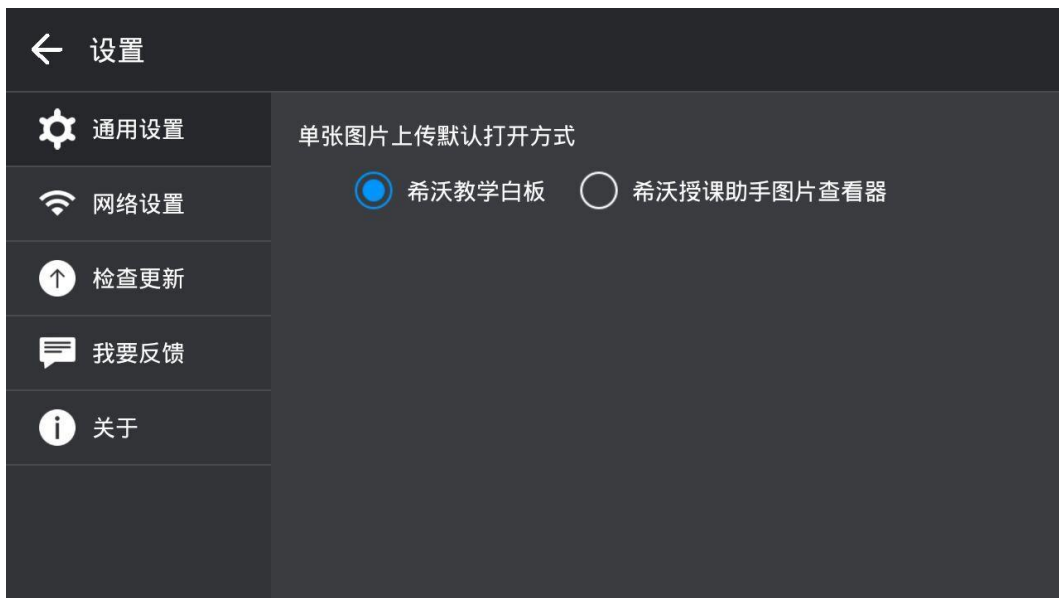 设置
通用设置
网络设置
检查更新
我要反馈
关于
单张图片上传默认打开方式
希沃教学白板 希沃授课助手图片查看器